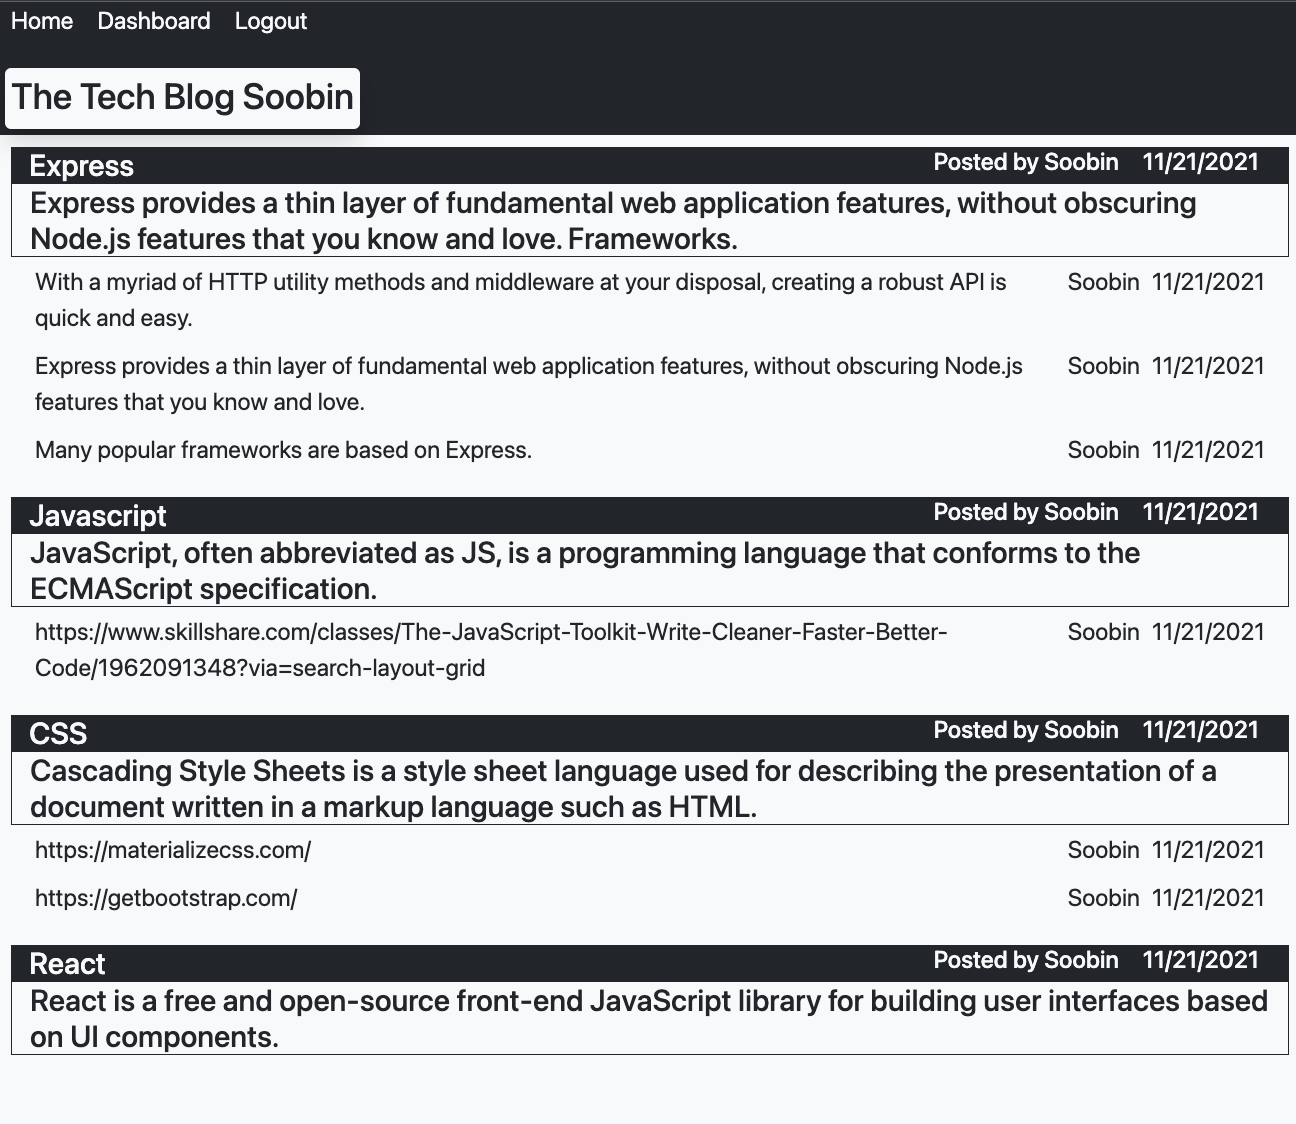 Home Dashboard Logout
The Tech Blog Soobin
Express Posted by Soobin 11/21/2021
Express provides a thin layer of fundamental web application features, without obscuring
Node.js features that you know and love. Frameworks.
With a myriad of HTTP utility methods and middleware at your disposal, creating a robust API is Soobin 11/21/2021
quick and easy.
Express provides a thin layer of fundamental web application features, without obscuring Node.js Soobin 11/21/2021
features that you know and love.
Many popular frameworks are based on Express. Soobin 11/21/2021
Javascript Posted by Soobin 11/21/2021
JavaScript, often abbreviated as JS, is a programming language that conforms to the
ECMAScript specification.
https://www.skillshare.com/classes/The-JavaScript-Toolkit-Write-Cleaner-Faster-Better- Soobin 11/21/2021
Code/1962091348?via=search-layout-grid
CSS Posted by Soobin 11/21/2021
Cascading Style Sheets is a style sheet language used for describing the presentation of a
document written in a markup language such as HTML.
https://materializecss.com/ Soobin 11/21/2021
https://getbootstrap.com/ Soobin 11/21/2021
React Posted by Soobin 11/21/2021
React is a free and open-source front-end JavaScript library for building user interfaces based
on UI components.